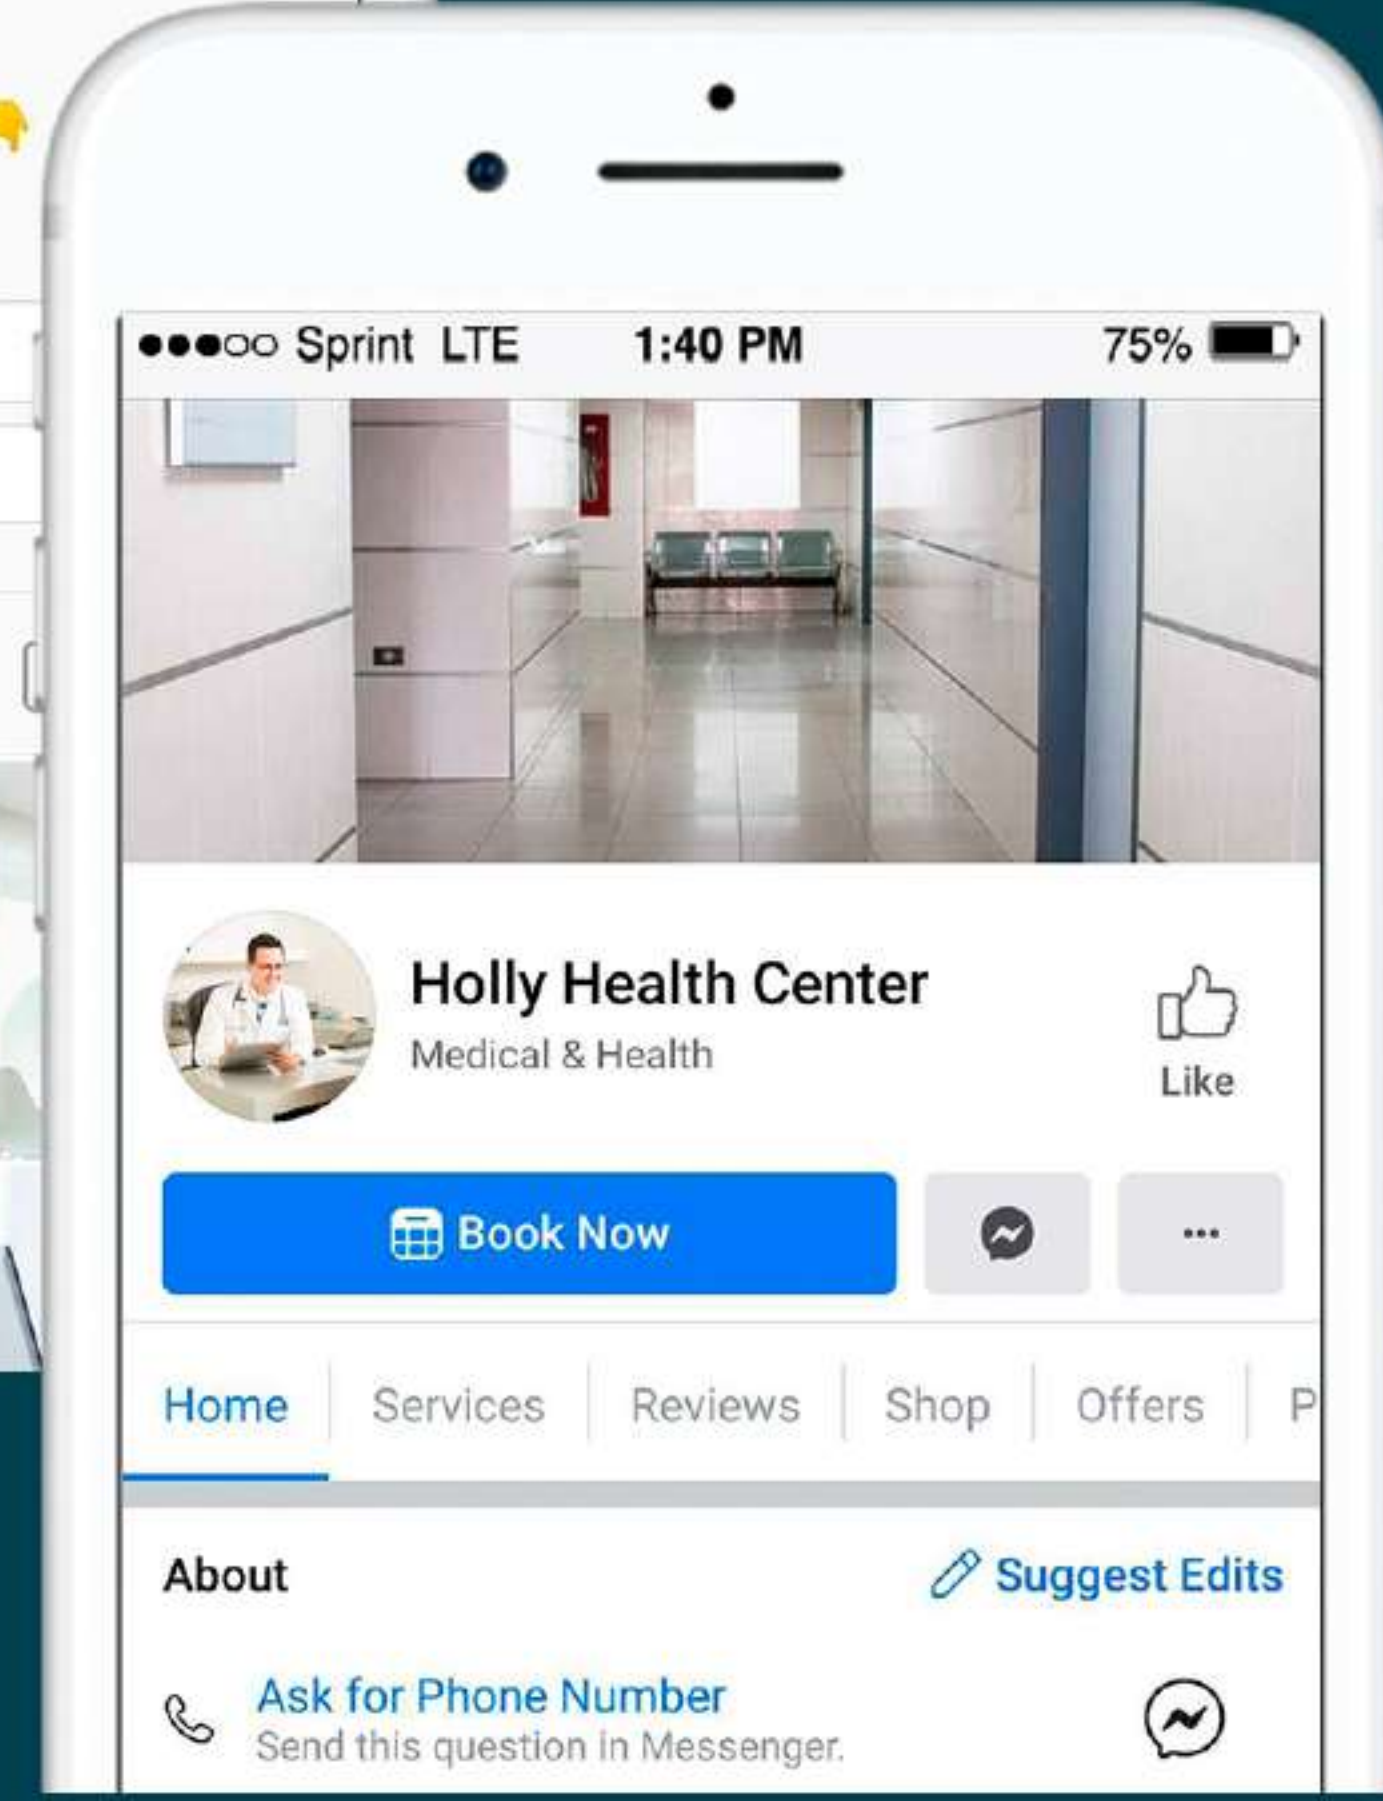 Sprint LTE 1:40 PM 75%
Holly Health Center
Medical & Health
Like
Book Now
Home Services Reviews Shop Offers P
About Suggest Edits
Ask for Phone Number
Send this question in Messenger.